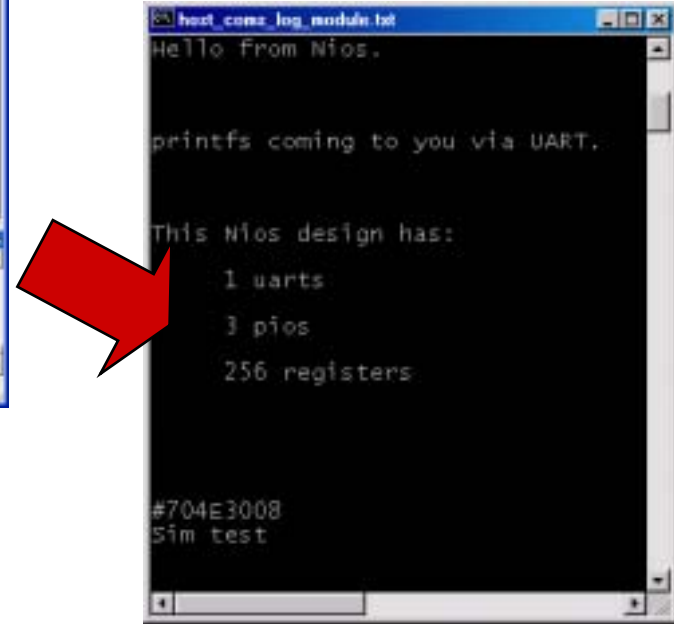 host_coms_log_module.txt
Hello from Nios.
printfs coming to you via UART.
This Nios design has:
1 uarts
3 pios
256 registers
#704E3008
Sim test